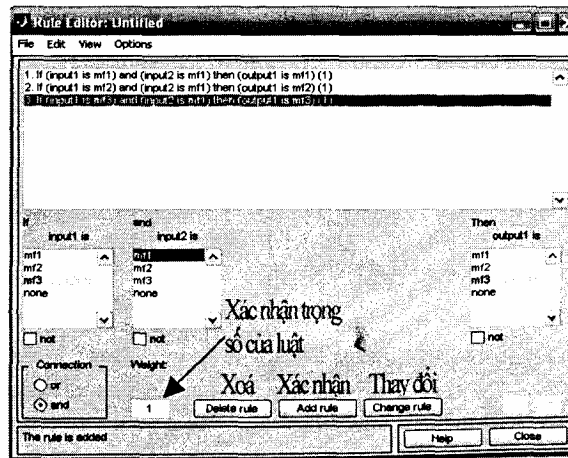 Rule Editor: Untitled
File Edit View Options
1. If (input1 is mf1) and (input2 is mf1) then (output1 is mf1) (1)
2. If (input1 is mf2) and (input2 is mf1) then (output1 is mf2) (1)
3. If (input1 is mf3) and (input2 is mf1) then (output1 is mf3) (1)
If and Then
input1 is input2 is output1 is
mf1 mf1 mf1
mf2 mf2 mf2
mf3 mf3 mf3
none none none
not not not
Xác nhận trọng
số của luật
Connection Weight:
or
and 1
Xoá Xác nhận Thay đổi
Delete rule Add rule Change rule
The rule is added
Help Close